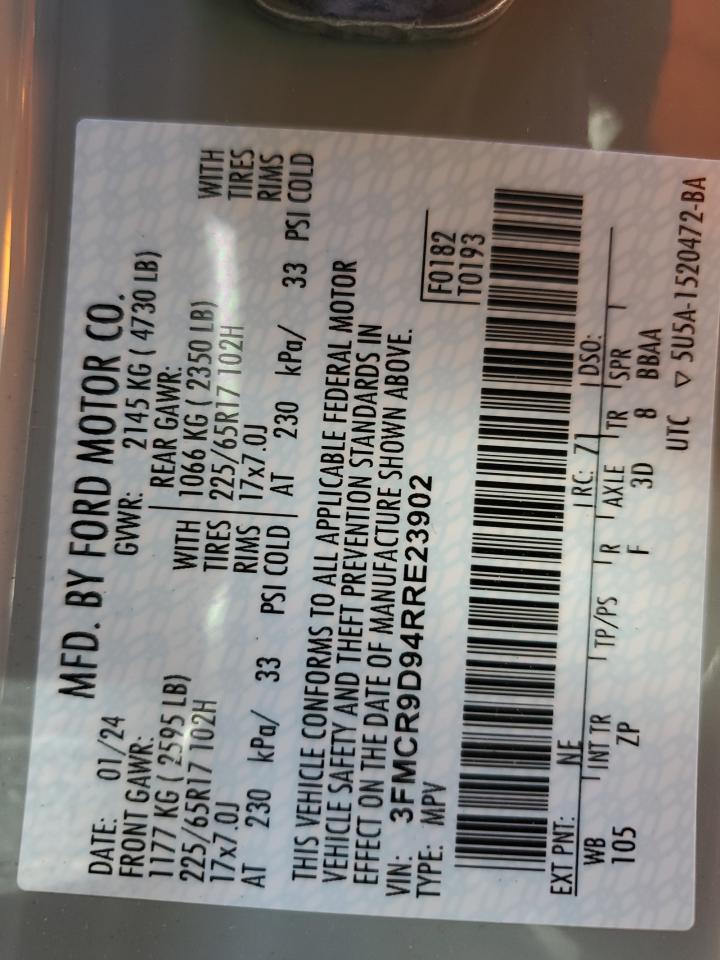 MFD. BY FORD MOTOR CO.
DATE: 01/24 GVWR: 2145 KG ( 4730 LB)
FRONT GAWR: REAR GAWR:
1177 KG ( 2595 LB) WITH 1066 KG ( 2350 LB) WITH
225/65R17 102H TIRES 225/65R17 102H TIRES
17x7.0J RIMS 17x7.0J RIMS
AT 230 kPa/ 33 PSI COLD AT 230 kPa/ 33 PSI COLD
THIS VEHICLE CONFORMS TO ALL APPLICABLE FEDERAL MOTOR
VEHICLE SAFETY AND THEFT PREVENTION STANDARDS IN
EFFECT ON THE DATE OF MANUFACTURE SHOWN ABOVE.
VIN: 3FMCR9D94RRE23902
TYPE: MPV
F0182
T0193
EXT PNT: NE RC: 71 DSO:
WB INT TR TP/PS R AXLE TR SPR
105 ZP F 3D 8 BBAA
UTC ▽ 5U5A-1520472-BA